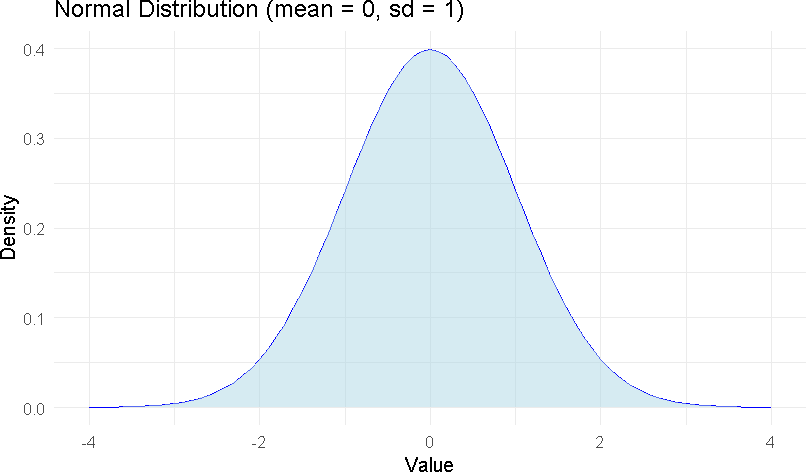 Normal Distribution (mean = 0, sd = 1)
Density
0.4
0.3
0.2
0.1
0.0
-4 -2 0 2 4
Value